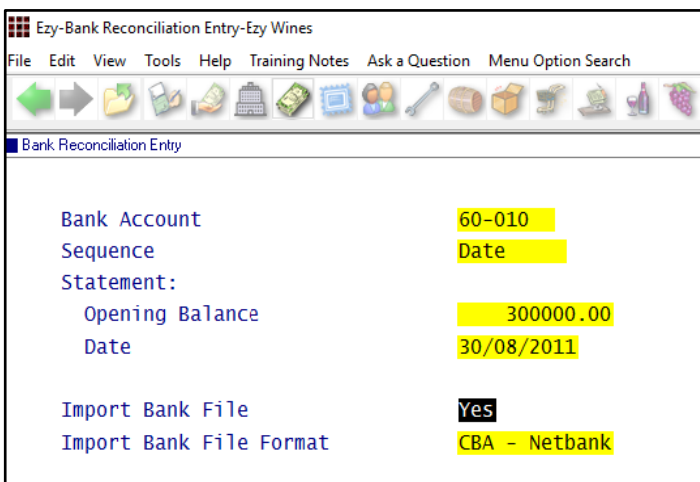 Ezy-Bank Reconciliation Entry-Ezy Wines
File Edit View Tools Help Training Notes Ask a Question Menu Option Search
Bank Reconciliation Entry
Bank Account 60-010
Sequence Date
Statement:
Opening Balance 300000.00
Date 30/08/2011
Import Bank File Yes
Import Bank File Format CBA - Netbank